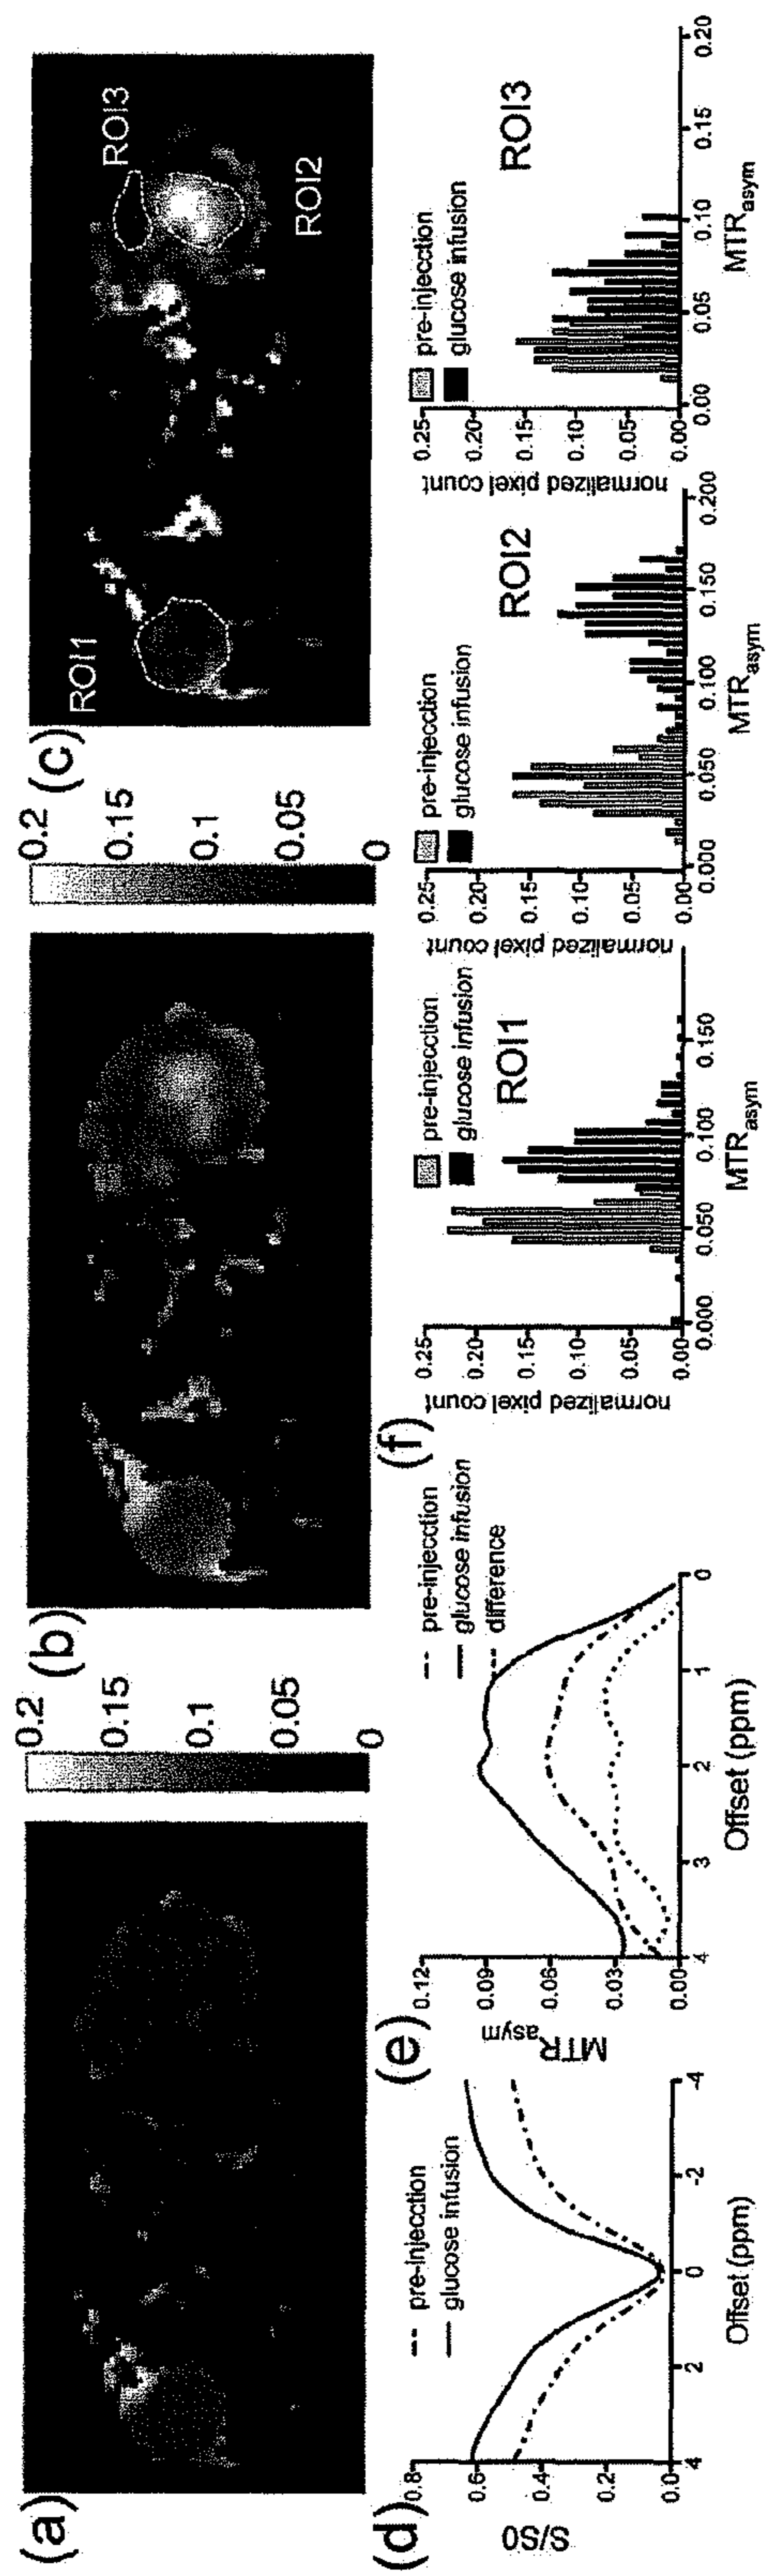 (a)
0.2
0.15
0.1
0.05
0
(b)
0.2
0.15
0.1
0.05
0
(c)
ROI1
ROI3
ROI2
(d)
pre-injecction
glucose infusion
0.8
0.6
0.4
0.2
0.0
S/S0
4
2
0
-2
-4
Offset (ppm)
(e)
pre-injecction
glucose infusion
difference
0.12
0.09
0.06
0.03
0.00
MTRasym
4
3
2
1
0
Offset (ppm)
(f)
pre-injecction
glucose infusion
ROI1
0.25
0.20
0.15
0.10
0.05
0.00
normalized pixel count
0.000
0.050
0.100
0.150
MTRasym
pre-injecction
glucose infusion
ROI2
0.25
0.20
0.15
0.10
0.05
0.00
normalized pixel count
0.000
0.050
0.100
0.150
0.200
MTRasym
pre-injecction
glucose infusion
ROI3
0.25
0.20
0.15
0.10
0.05
0.00
normalized pixel count
0.00
0.05
0.10
0.15
0.20
MTRasym